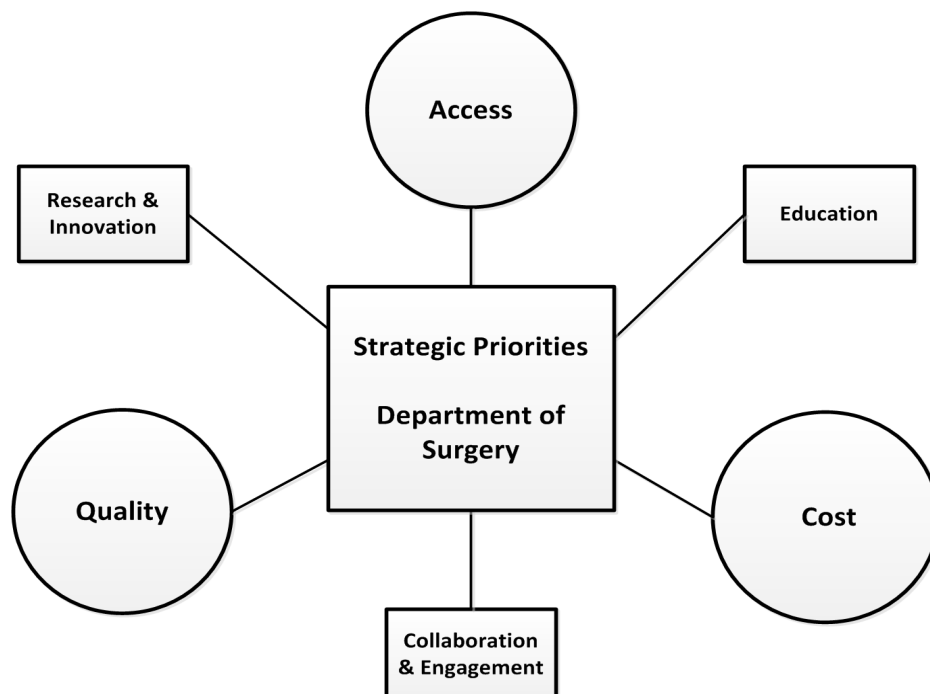 Access
Research &
Innovation
Education
Strategic Priorities
Department of
Surgery
Quality
Cost
Collaboration
& Engagement